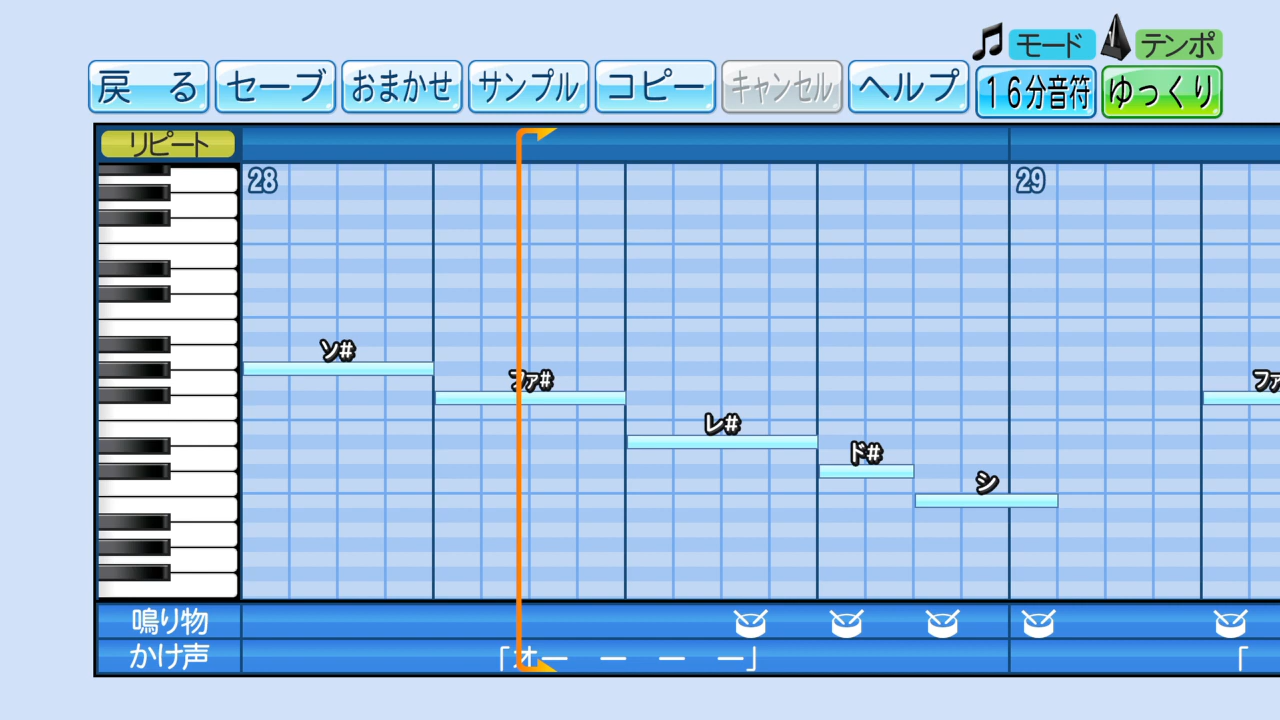 モード テンポ
戻る セーブ おまかせ サンプル コピー キャンセル ヘルプ 16分音符 ゆっくり
リピート
28 29
ソ#
ファ# ファ
レ#
ド#
シ
鳴り物
かけ声 「オー ー ー ー」 「